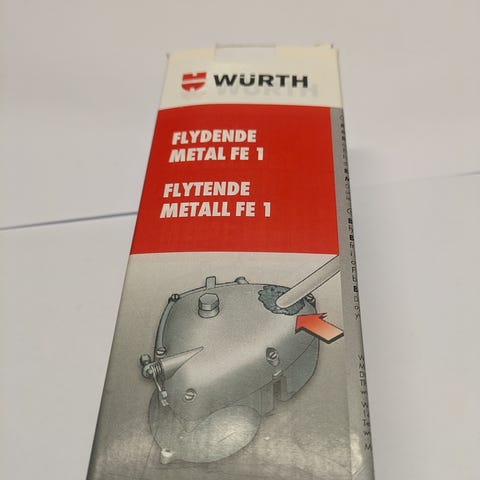 WÜRTH
FLYDENDE
METAL FE 1
FLYTENDE
METALL FE 1